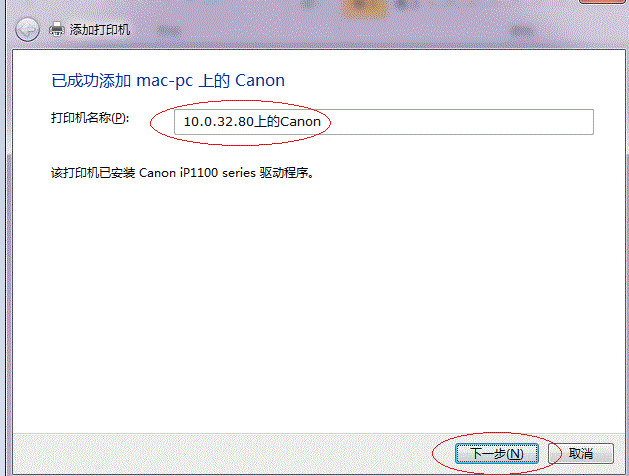 添加打印机
已成功添加 mac-pc 上的 Canon
打印机名称(P):
10.0.32.80上的Canon
该打印机已安装 Canon iP1100 series 驱动程序。
下一步(N)
取消